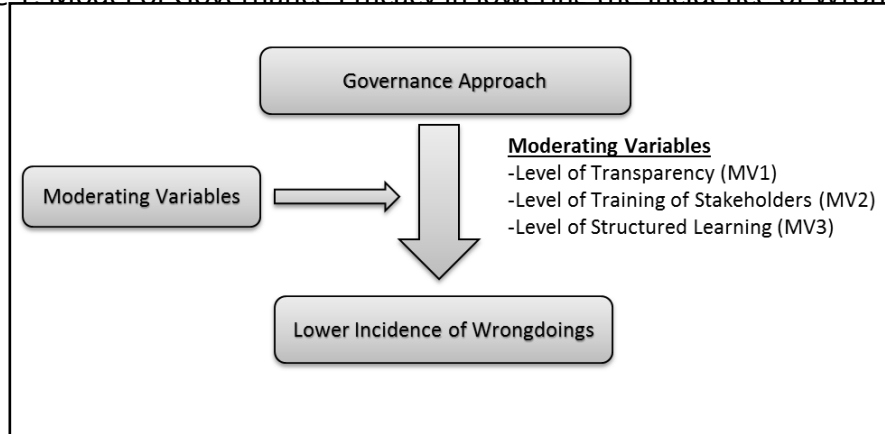 Governance Approach
Moderating Variables
-Level of Transparency (MV1)
-Level of Training of Stakeholders (MV2)
-Level of Structured Learning (MV3)
Moderating Variables
Lower Incidence of Wrongdoings